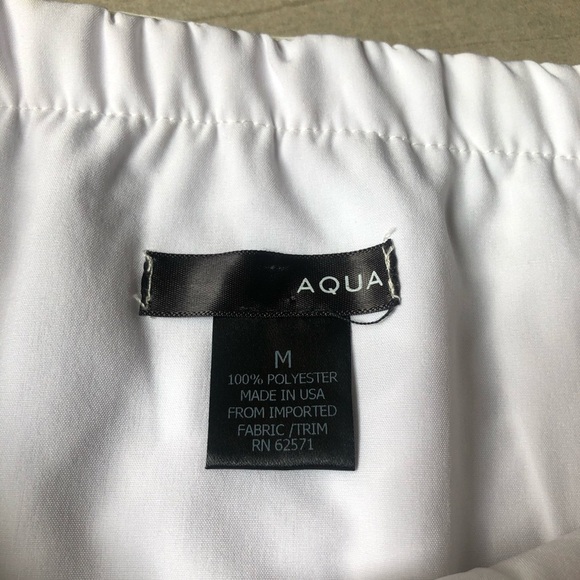 AQUA
M
100% POLYESTER
MADE IN USA
FROM IMPORTED
FABRIC /TRIM
RN 62571